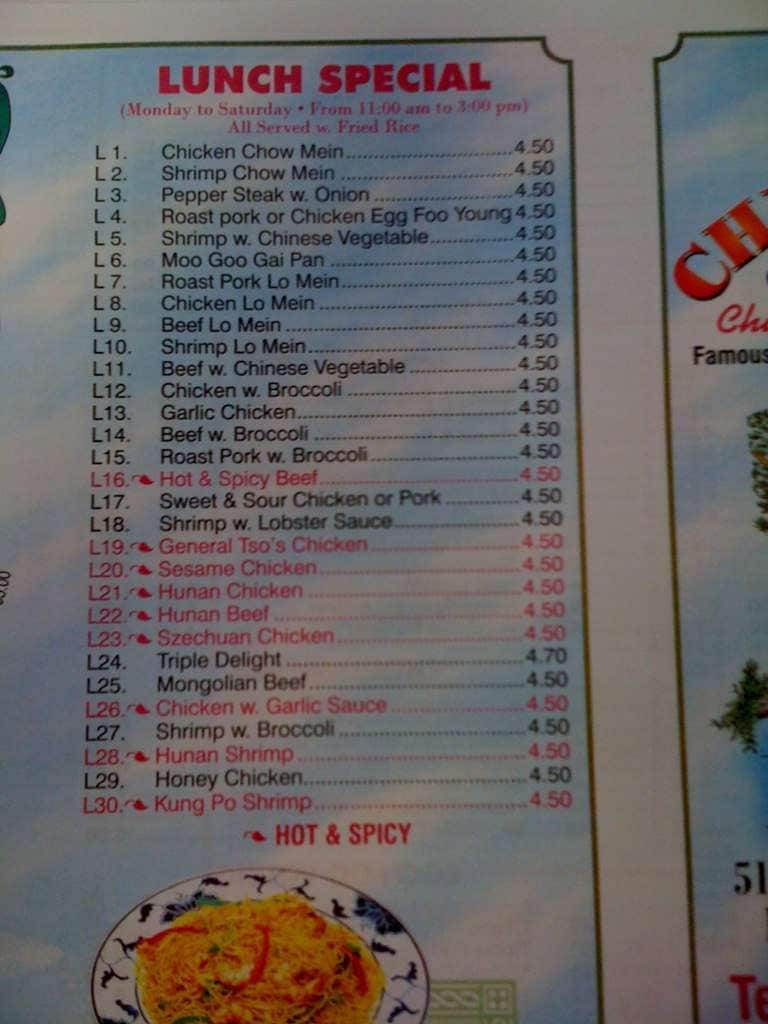 LUNCH SPECIAL
(Monday to Saturday • From 11:00 am to 3:00 pm)
All Served w. Fried Rice
L 1. Chicken Chow Mein 4.50
L 2. Shrimp Chow Mein 4.50
L 3. Pepper Steak w. Onion 4.50
L 4. Roast pork or Chicken Egg Foo Young 4.50
L 5. Shrimp w. Chinese Vegetable 4.50
L 6. Moo Goo Gai Pan 4.50
L 7. Roast Pork Lo Mein 4.50
L 8. Chicken Lo Mein 4.50
L 9. Beef Lo Mein 4.50
L10. Shrimp Lo Mein 4.50
L11. Beef w. Chinese Vegetable 4.50
L12. Chicken w. Broccoli 4.50
L13. Garlic Chicken 4.50
L14. Beef w. Broccoli 4.50
L15. Roast Pork w. Broccoli 4.50
L16. Hot & Spicy Beef 4.50
L17. Sweet & Sour Chicken or Pork 4.50
L18. Shrimp w. Lobster Sauce 4.50
L19. General Tso's Chicken 4.50
L20. Sesame Chicken 4.50
L21. Hunan Chicken 4.50
L22. Hunan Beef 4.50
L23. Szechuan Chicken 4.50
L24. Triple Delight 4.70
L25. Mongolian Beef 4.50
L26. Chicken w. Garlic Sauce 4.50
L27. Shrimp w. Broccoli 4.50
L28. Hunan Shrimp 4.50
L29. Honey Chicken 4.50
L30. Kung Po Shrimp 4.50
HOT & SPICY
CH
Ch
Famous
51
Te